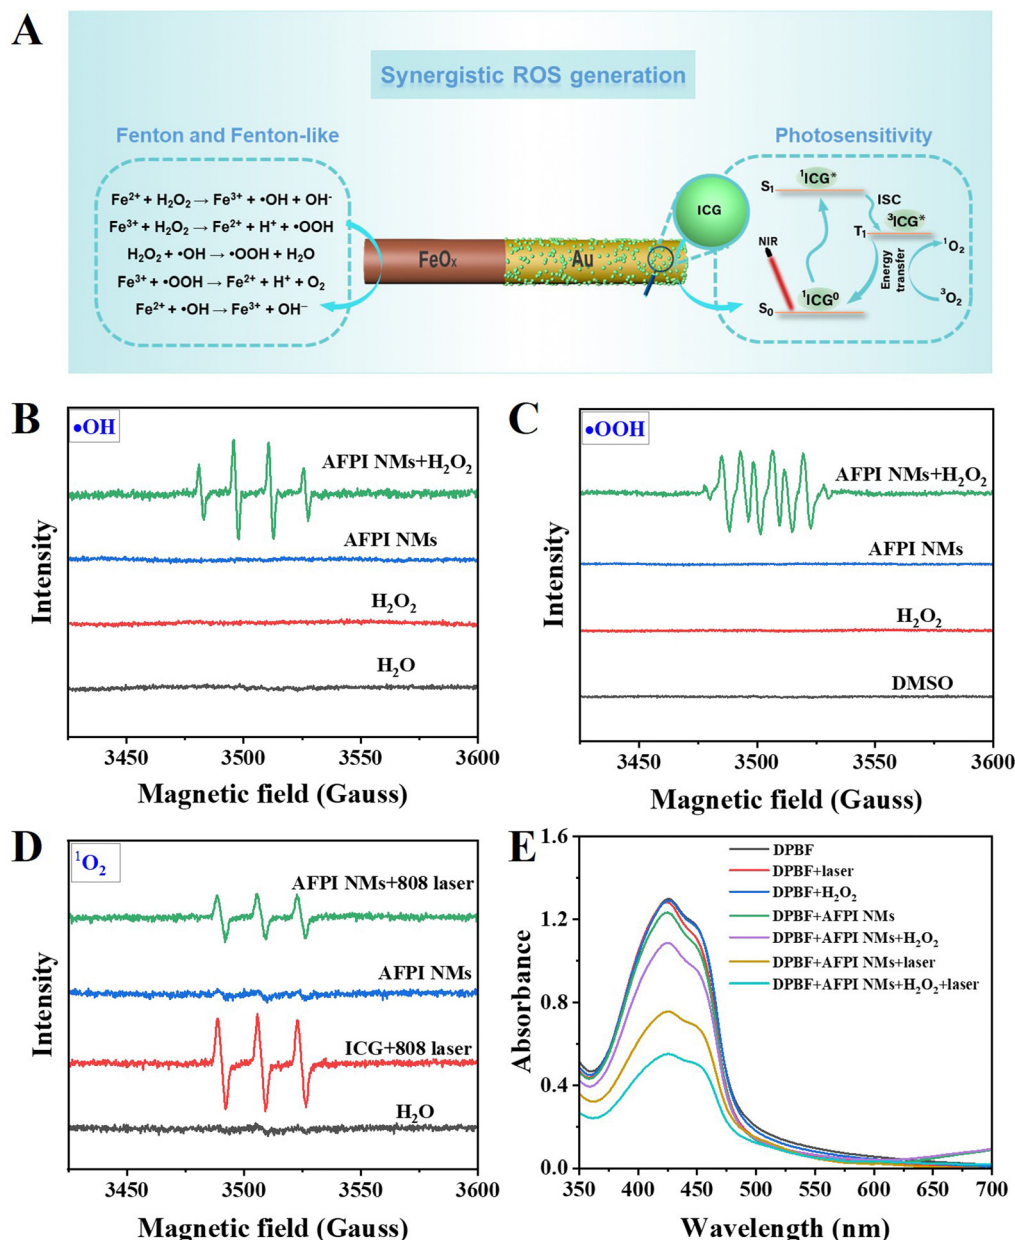 A
Synergistic ROS generation
Fenton and Fenton-like
Fe²⁺ + H₂O₂ → Fe³⁺ + •OH + OH⁻
Fe³⁺ + H₂O₂ → Fe²⁺ + H⁺ + •OOH
H₂O₂ + •OH → •OOH + H₂O
Fe³⁺ + •OOH → Fe²⁺ + H⁺ + O₂
Fe²⁺ + •OH → Fe³⁺ + OH⁻
FeOₓ
Au
ICG
Photosensitivity
¹ICG*
S₁
ISC
³ICG*
T₁
¹O₂
NIR
Energy
transfer
¹ICG⁰
³O₂
S₀
B
•OH
AFPI NMs+H₂O₂
AFPI NMs
H₂O₂
H₂O
Intensity
3450 3500 3550 3600
Magnetic field (Gauss)
C
•OOH
AFPI NMs+H₂O₂
AFPI NMs
H₂O₂
DMSO
Intensity
3450 3500 3550 3600
Magnetic field (Gauss)
D
¹O₂
AFPI NMs+808 laser
AFPI NMs
ICG+808 laser
H₂O
Intensity
3450 3500 3550 3600
Magnetic field (Gauss)
E
1.6
1.2
0.8
0.4
0.0
Absorbance
DPBF
DPBF+laser
DPBF+H₂O₂
DPBF+AFPI NMs
DPBF+AFPI NMs+H₂O₂
DPBF+AFPI NMs+laser
DPBF+AFPI NMs+H₂O₂+laser
350 400 450 500 550 600 650 700
Wavelength (nm)